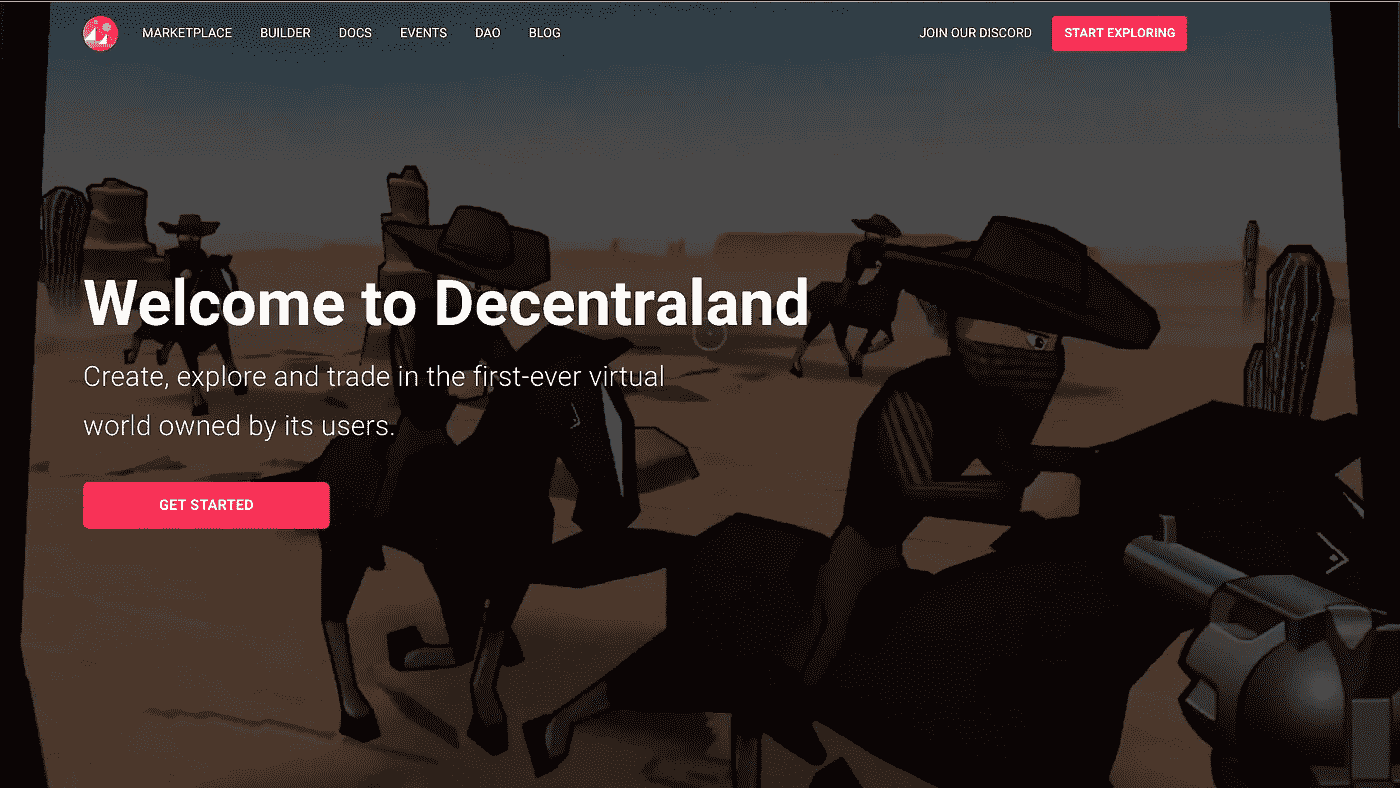 MARKETPLACE BUILDER DOCS EVENTS DAO BLOG JOIN OUR DISCORD START EXPLORING
Welcome to Decentraland
Create, explore and trade in the first-ever virtual
world owned by its users.
GET STARTED